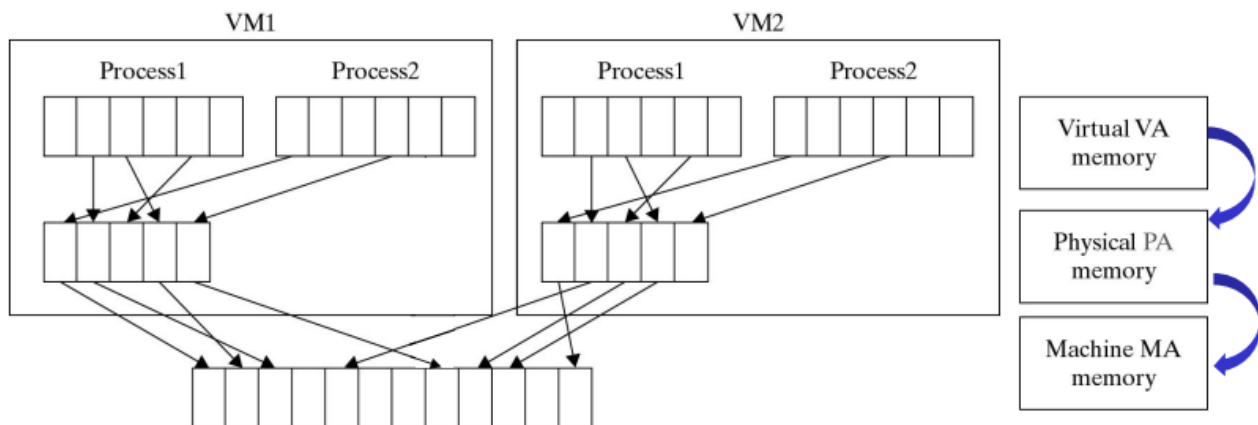 VM1
VM2
Process1
Process2
Process1
Process2
Virtual VA
memory
Physical PA
memory
Machine MA
memory